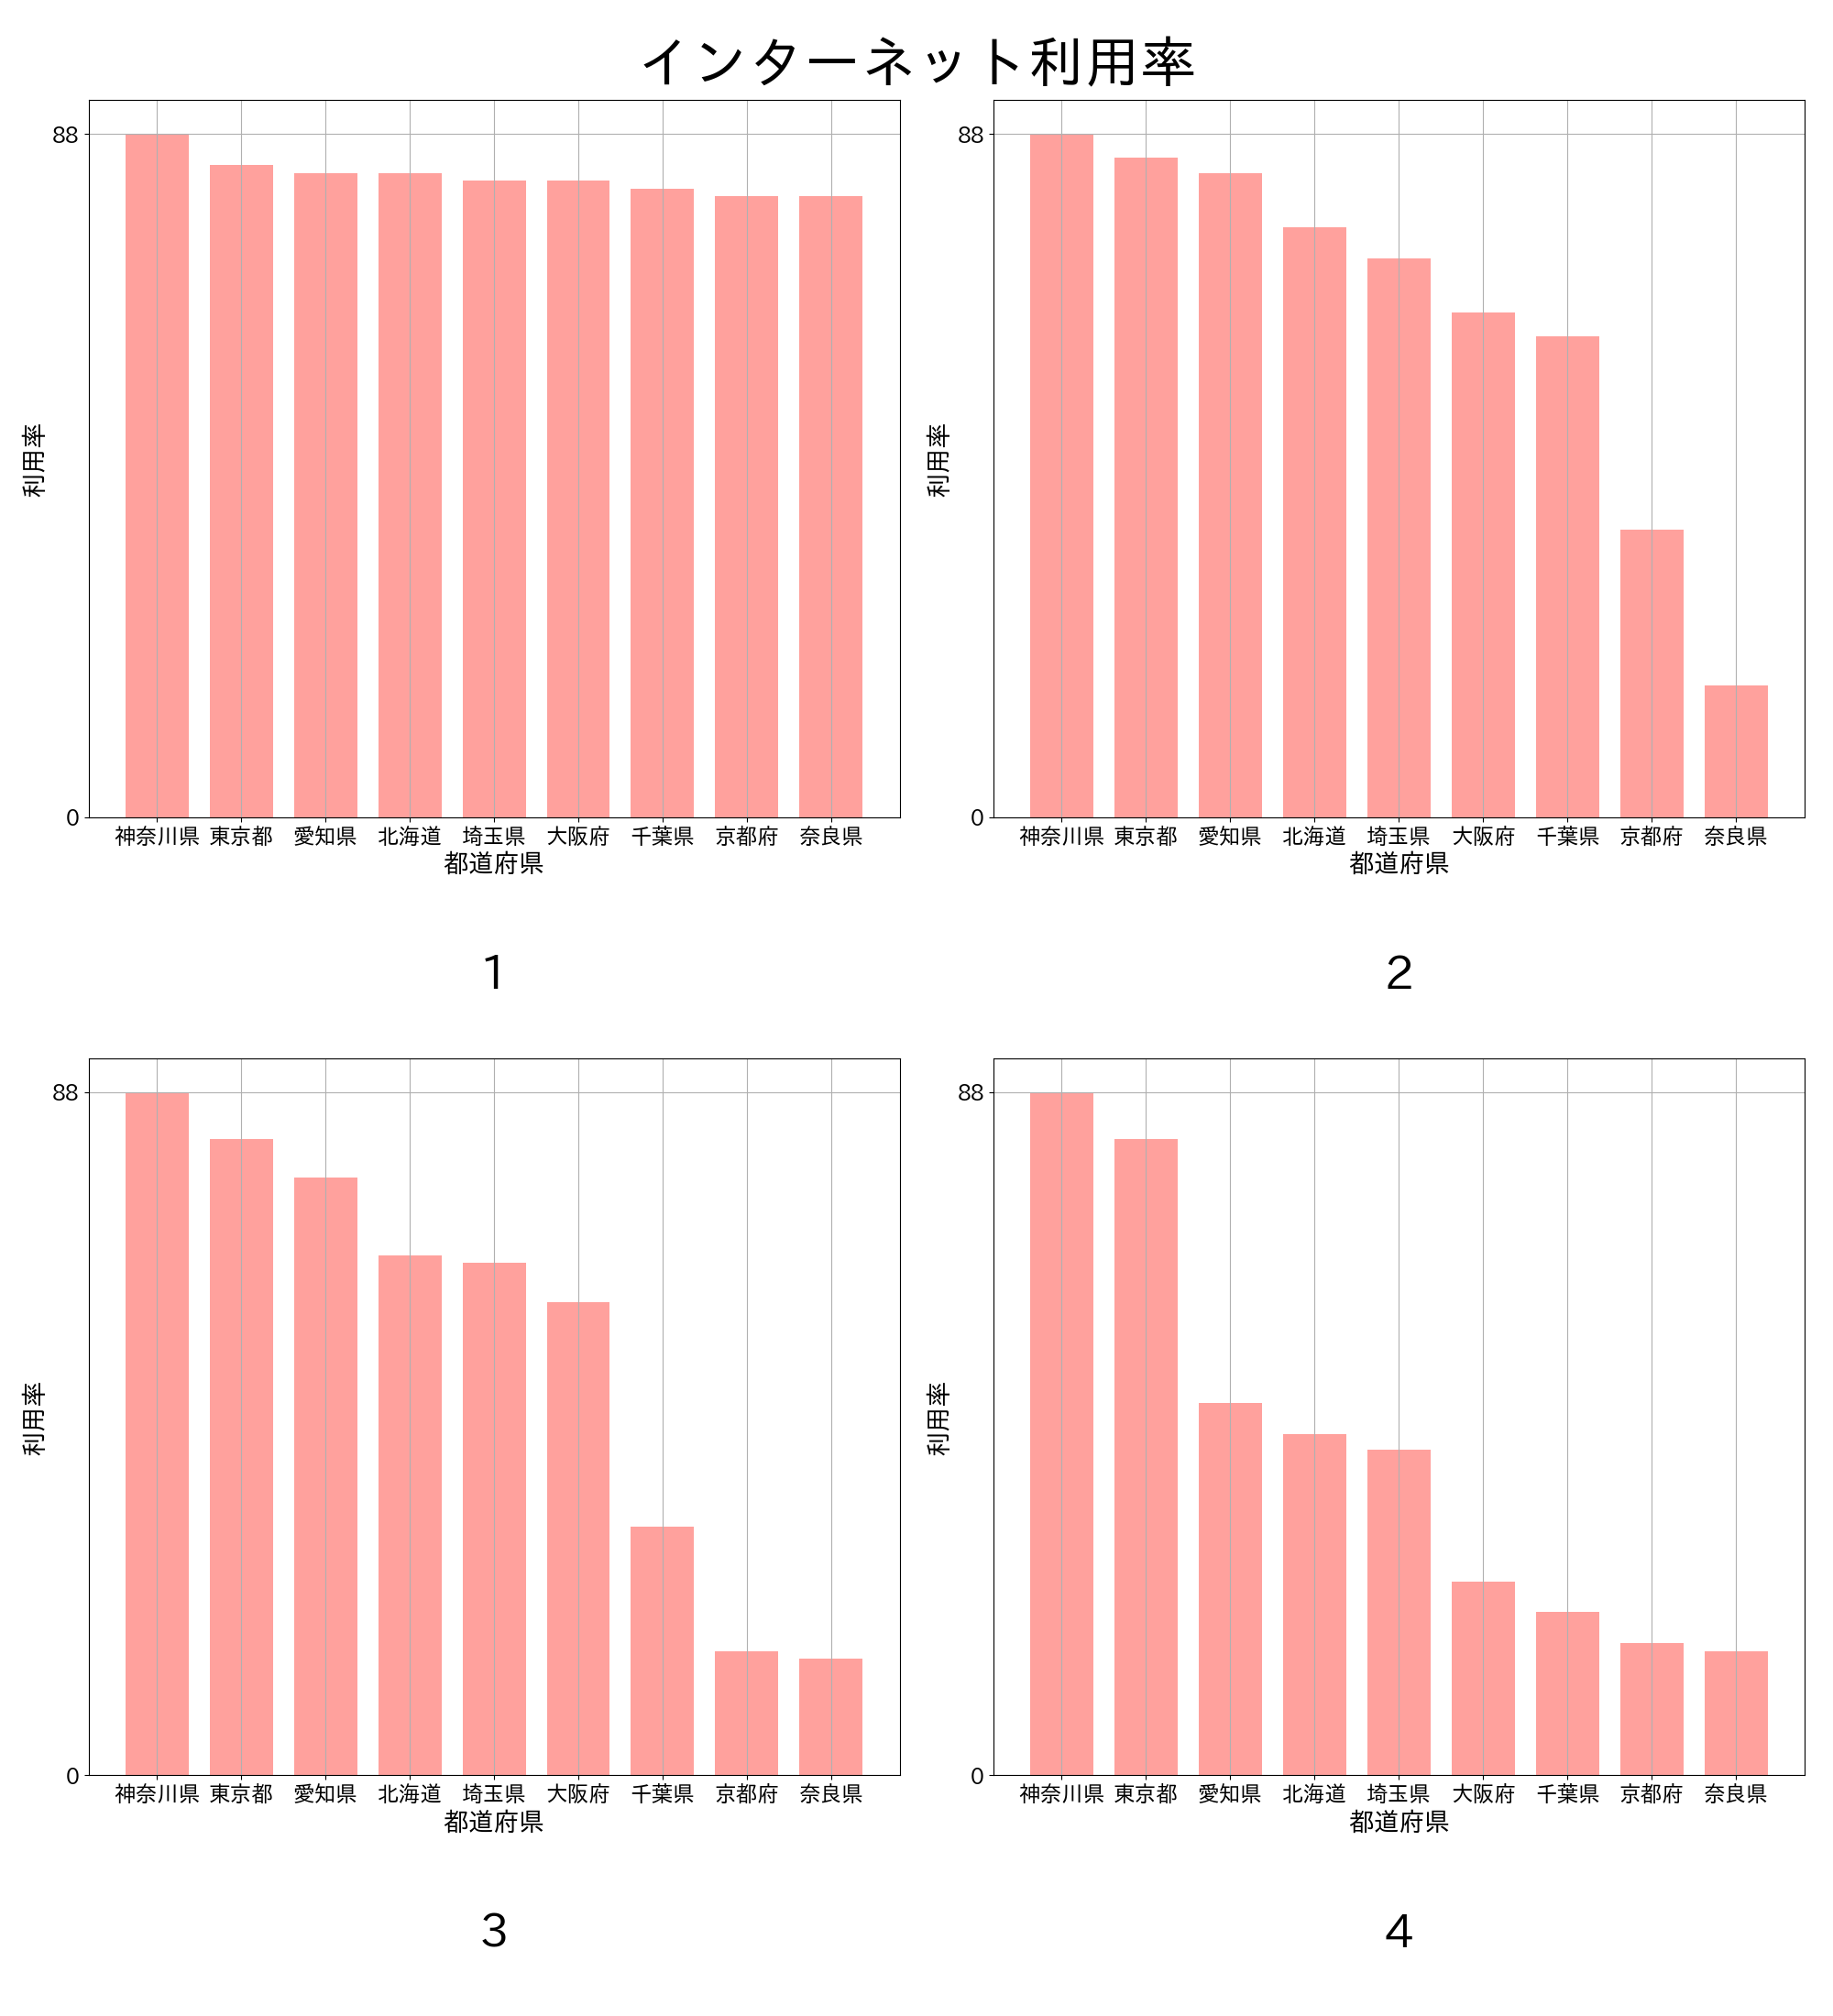 インターネット利用率
88
0
利用率
神奈川県 東京都 愛知県 北海道 埼玉県 大阪府 千葉県 京都府 奈良県
都道府県
1
88
0
利用率
神奈川県 東京都 愛知県 北海道 埼玉県 大阪府 千葉県 京都府 奈良県
都道府県
2
88
0
利用率
神奈川県 東京都 愛知県 北海道 埼玉県 大阪府 千葉県 京都府 奈良県
都道府県
3
88
0
利用率
神奈川県 東京都 愛知県 北海道 埼玉県 大阪府 千葉県 京都府 奈良県
都道府県
4